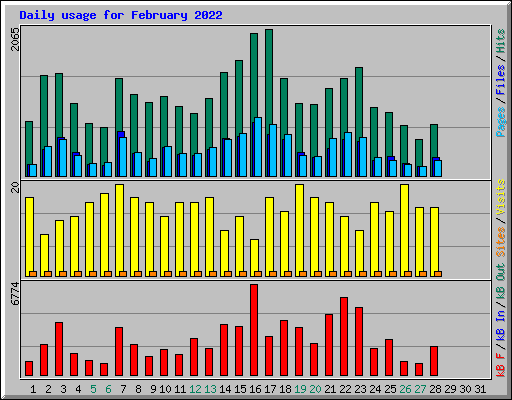 Daily usage for February 2022
2065
Pages / Files / Hits
20
Sites / Visits
6774
kB F / kB In / kB Out
1 2 3 4 5 6 7 8 9 10 11 12 13 14 15 16 17 18 19 20 21 22 23 24 25 26 27 28 29 30 31